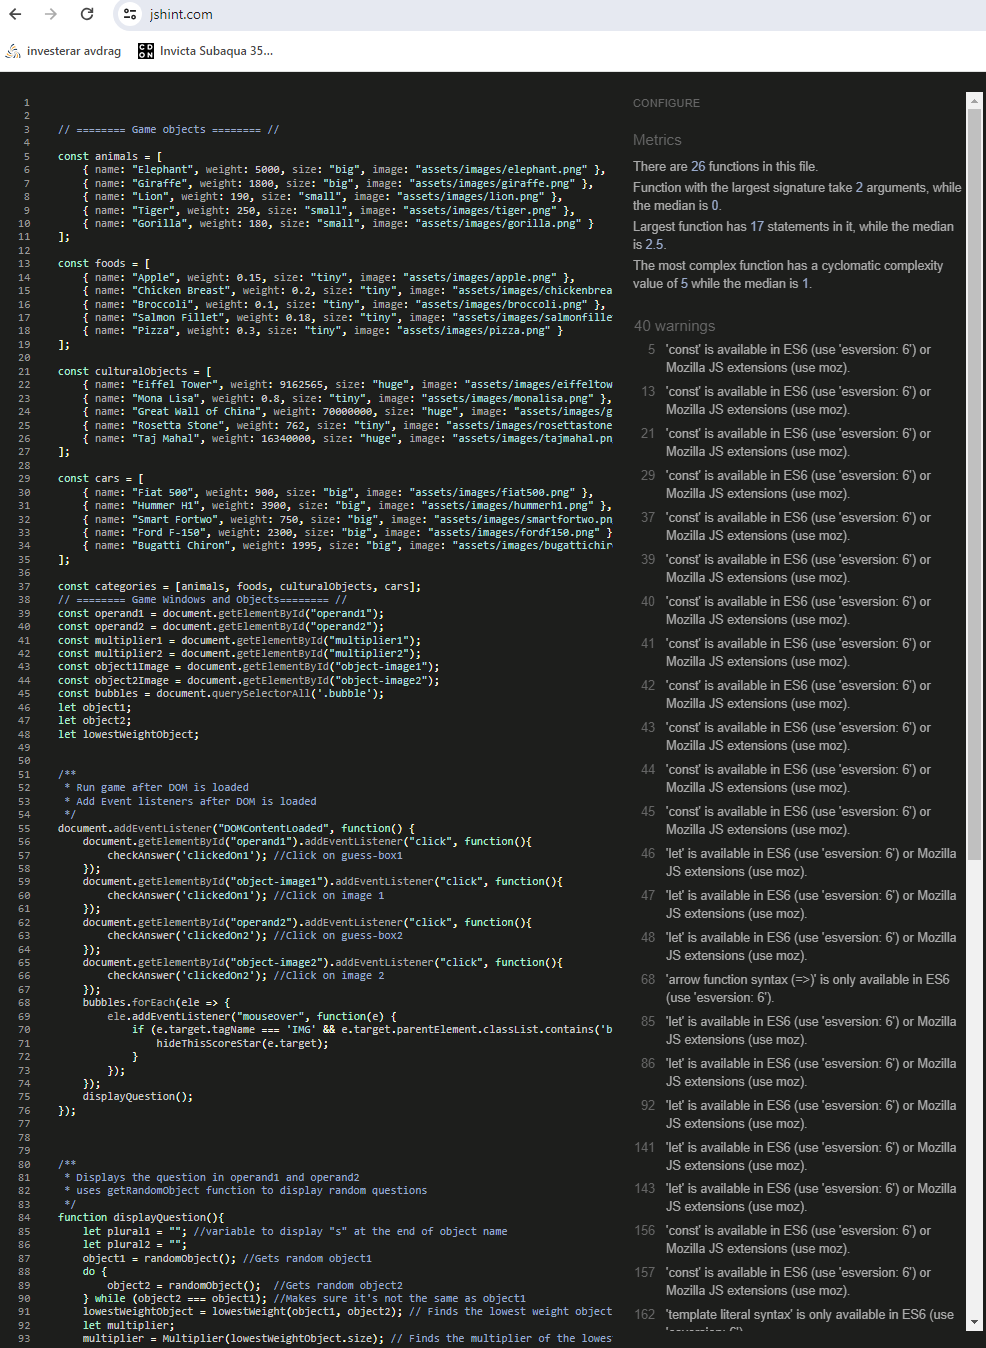 jshint.com
investerar avdrag
CDON
Invicta Subaqua 35...
1
2
3 // ======== Game objects ======== //
4
5 const animals = [
6 { name: "Elephant", weight: 5000, size: "big", image: "assets/images/elephant.png" },
7 { name: "Giraffe", weight: 1800, size: "big", image: "assets/images/giraffe.png" },
8 { name: "Lion", weight: 190, size: "small", image: "assets/images/lion.png" },
9 { name: "Tiger", weight: 250, size: "small", image: "assets/images/tiger.png" },
10 { name: "Gorilla", weight: 180, size: "small", image: "assets/images/gorilla.png" }
11 ];
12
13 const foods = [
14 { name: "Apple", weight: 0.15, size: "tiny", image: "assets/images/apple.png" },
15 { name: "Chicken Breast", weight: 0.2, size: "tiny", image: "assets/images/chickenbrea
16 { name: "Broccoli", weight: 0.1, size: "tiny", image: "assets/images/broccoli.png" },
17 { name: "Salmon Fillet", weight: 0.18, size: "tiny", image: "assets/images/salmonfille
18 { name: "Pizza", weight: 0.3, size: "tiny", image: "assets/images/pizza.png" }
19 ];
20
21 const culturalObjects = [
22 { name: "Eiffel Tower", weight: 9162565, size: "huge", image: "assets/images/eiffeltow
23 { name: "Mona Lisa", weight: 0.8, size: "tiny", image: "assets/images/monalisa.png" },
24 { name: "Great Wall of China", weight: 70000000, size: "huge", image: "assets/images/g
25 { name: "Rosetta Stone", weight: 762, size: "tiny", image: "assets/images/rosettastone
26 { name: "Taj Mahal", weight: 16340000, size: "huge", image: "assets/images/tajmahal.pn
27 ];
28
29 const cars = [
30 { name: "Fiat 500", weight: 900, size: "big", image: "assets/images/fiat500.png" },
31 { name: "Hummer H1", weight: 3900, size: "big", image: "assets/images/hummerh1.png" },
32 { name: "Smart Fortwo", weight: 750, size: "big", image: "assets/images/smartfortwo.pn
33 { name: "Ford F-150", weight: 2300, size: "big", image: "assets/images/fordf150.png" }
34 { name: "Bugatti Chiron", weight: 1995, size: "big", image: "assets/images/bugattichir
35 ];
36
37 const categories = [animals, foods, culturalObjects, cars];
38 // ======== Game Windows and Objects======== //
39 const operand1 = document.getElementById("operand1");
40 const operand2 = document.getElementById("operand2");
41 const multiplier1 = document.getElementById("multiplier1");
42 const multiplier2 = document.getElementById("multiplier2");
43 const object1Image = document.getElementById("object-image1");
44 const object2Image = document.getElementById("object-image2");
45 const bubbles = document.querySelectorAll('.bubble');
46 let object1;
47 let object2;
48 let lowestWeightObject;
49
50
51 /**
52 * Run game after DOM is loaded
53 * Add Event listeners after DOM is loaded
54 */
55 document.addEventListener("DOMContentLoaded", function() {
56 document.getElementById("operand1").addEventListener("click", function(){
57 checkAnswer('clickedOn1'); //Click on guess-box1
58 });
59 document.getElementById("object-image1").addEventListener("click", function(){
60 checkAnswer('clickedOn1'); //Click on image 1
61 });
62 document.getElementById("operand2").addEventListener("click", function(){
63 checkAnswer('clickedOn2'); //Click on guess-box2
64 });
65 document.getElementById("object-image2").addEventListener("click", function(){
66 checkAnswer('clickedOn2'); //Click on image 2
67 });
68 bubbles.forEach(ele => {
69 ele.addEventListener("mouseover", function(e) {
70 if (e.target.tagName === 'IMG' && e.target.parentElement.classList.contains('b
71 hideThisScoreStar(e.target);
72 }
73 });
74 });
75 displayQuestion();
76 });
77
78
79
80 /**
81 * Displays the question in operand1 and operand2
82 * uses getRandomObject function to display random questions
83 */
84 function displayQuestion(){
85 let plural1 = ""; //variable to display "s" at the end of object name
86 let plural2 = "";
87 object1 = randomObject(); //Gets random object1
88 do {
89 object2 = randomObject(); //Gets random object2
90 } while (object2 === object1); //Makes sure it's not the same as object1
91 lowestWeightObject = lowestWeight(object1, object2); // Finds the lowest weight object
92 let multiplier;
93 multiplier = Multiplier(lowestWeightObject.size); // Finds the multiplier of the lowes
CONFIGURE
Metrics
There are 26 functions in this file.
Function with the largest signature take 2 arguments, while
the median is 0.
Largest function has 17 statements in it, while the median
is 2.5.
The most complex function has a cyclomatic complexity
value of 5 while the median is 1.
40 warnings
5 'const' is available in ES6 (use 'esversion: 6') or
Mozilla JS extensions (use moz).
13 'const' is available in ES6 (use 'esversion: 6') or
Mozilla JS extensions (use moz).
21 'const' is available in ES6 (use 'esversion: 6') or
Mozilla JS extensions (use moz).
29 'const' is available in ES6 (use 'esversion: 6') or
Mozilla JS extensions (use moz).
37 'const' is available in ES6 (use 'esversion: 6') or
Mozilla JS extensions (use moz).
39 'const' is available in ES6 (use 'esversion: 6') or
Mozilla JS extensions (use moz).
40 'const' is available in ES6 (use 'esversion: 6') or
Mozilla JS extensions (use moz).
41 'const' is available in ES6 (use 'esversion: 6') or
Mozilla JS extensions (use moz).
42 'const' is available in ES6 (use 'esversion: 6') or
Mozilla JS extensions (use moz).
43 'const' is available in ES6 (use 'esversion: 6') or
Mozilla JS extensions (use moz).
44 'const' is available in ES6 (use 'esversion: 6') or
Mozilla JS extensions (use moz).
45 'const' is available in ES6 (use 'esversion: 6') or
Mozilla JS extensions (use moz).
46 'let' is available in ES6 (use 'esversion: 6') or Mozilla
JS extensions (use moz).
47 'let' is available in ES6 (use 'esversion: 6') or Mozilla
JS extensions (use moz).
48 'let' is available in ES6 (use 'esversion: 6') or Mozilla
JS extensions (use moz).
68 'arrow function syntax (=>)' is only available in ES6
(use 'esversion: 6').
85 'let' is available in ES6 (use 'esversion: 6') or Mozilla
JS extensions (use moz).
86 'let' is available in ES6 (use 'esversion: 6') or Mozilla
JS extensions (use moz).
92 'let' is available in ES6 (use 'esversion: 6') or Mozilla
JS extensions (use moz).
141 'let' is available in ES6 (use 'esversion: 6') or Mozilla
JS extensions (use moz).
143 'let' is available in ES6 (use 'esversion: 6') or Mozilla
JS extensions (use moz).
156 'const' is available in ES6 (use 'esversion: 6') or
Mozilla JS extensions (use moz).
157 'const' is available in ES6 (use 'esversion: 6') or
Mozilla JS extensions (use moz).
162 'template literal syntax' is only available in ES6 (use